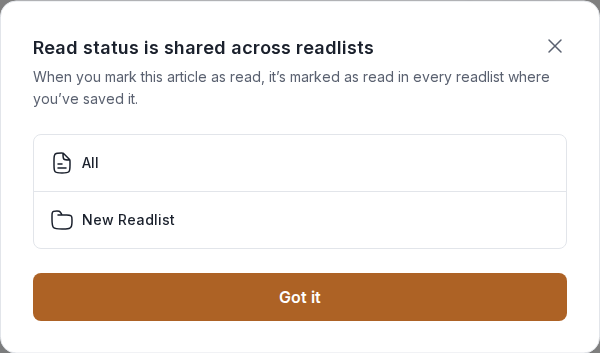 Read status is shared across readlists
When you mark this article as read, it’s marked as read in every readlist where
you’ve saved it.
All
New Readlist
Got it